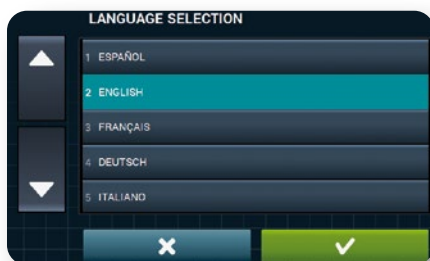 LANGUAGE SELECTION
1 ESPAÑOL
2 ENGLISH
3 FRANÇAIS
4 DEUTSCH
5 ITALIANO